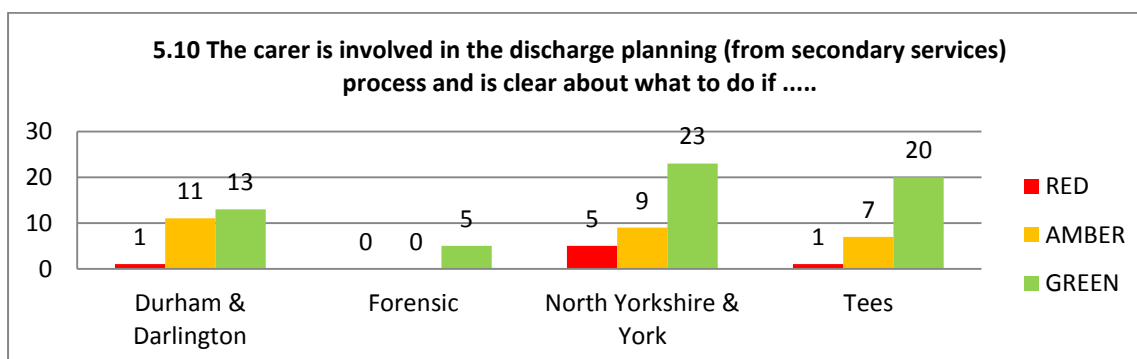 5.10 The carer is involved in the discharge planning (from secondary services)
process and is clear about what to do if .....
30
20
10
0
1
11
13
0
0
5
5
9
23
1
7
20
Durham &
Darlington
Forensic
North Yorkshire &
York
Tees
RED
AMBER
GREEN